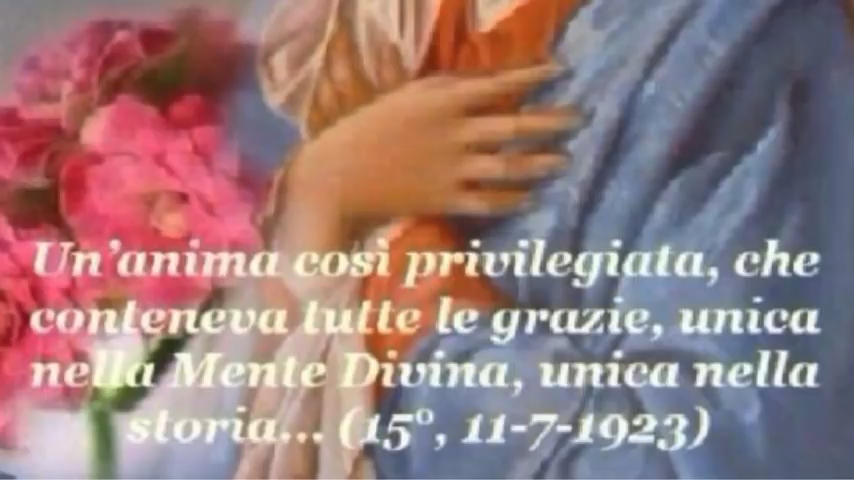 Un'anima così privilegiata, che
conteneva tutte le grazie, unica
nella Mente Divina, unica nella
storia... (15°, 11-7-1923)